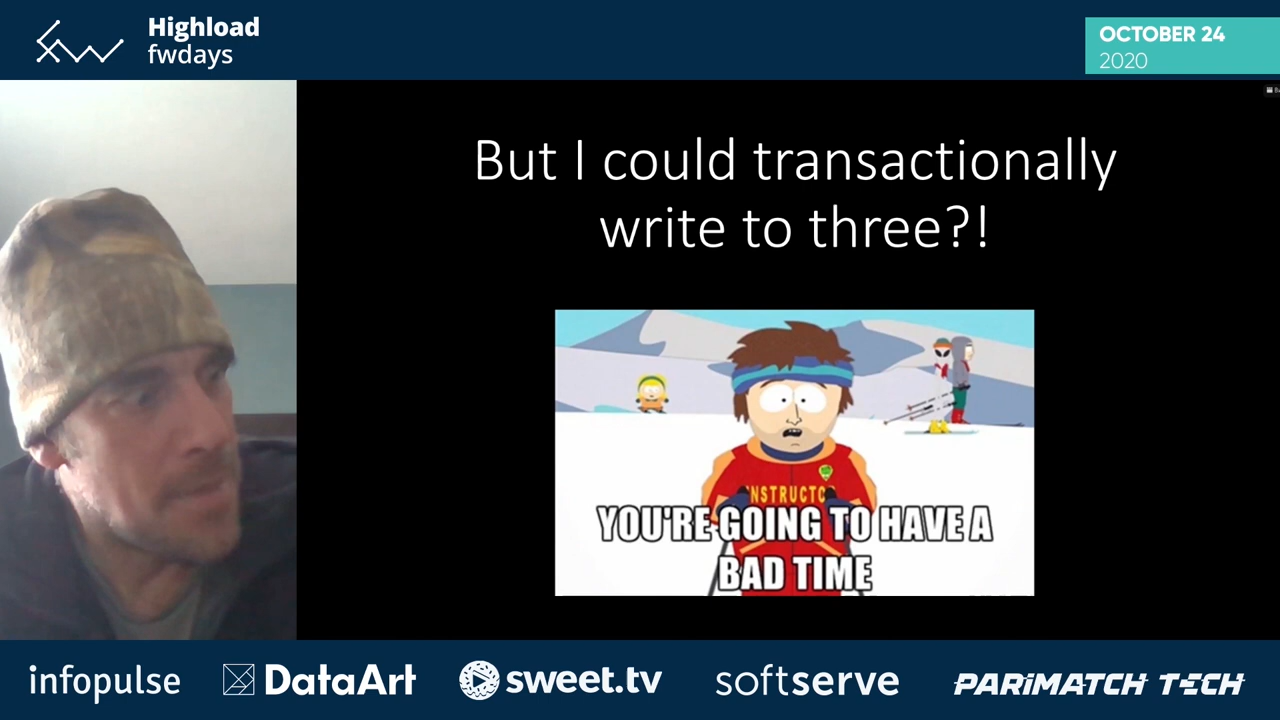 Highload
fwdays
OCTOBER 24
2020
But I could transactionally
write to three?!
INSTRUCTO
YOU'RE GOING TO HAVE A
BAD TIME
infopulse
DataArt
sweet.tv
softserve
PARIMATCH TECH